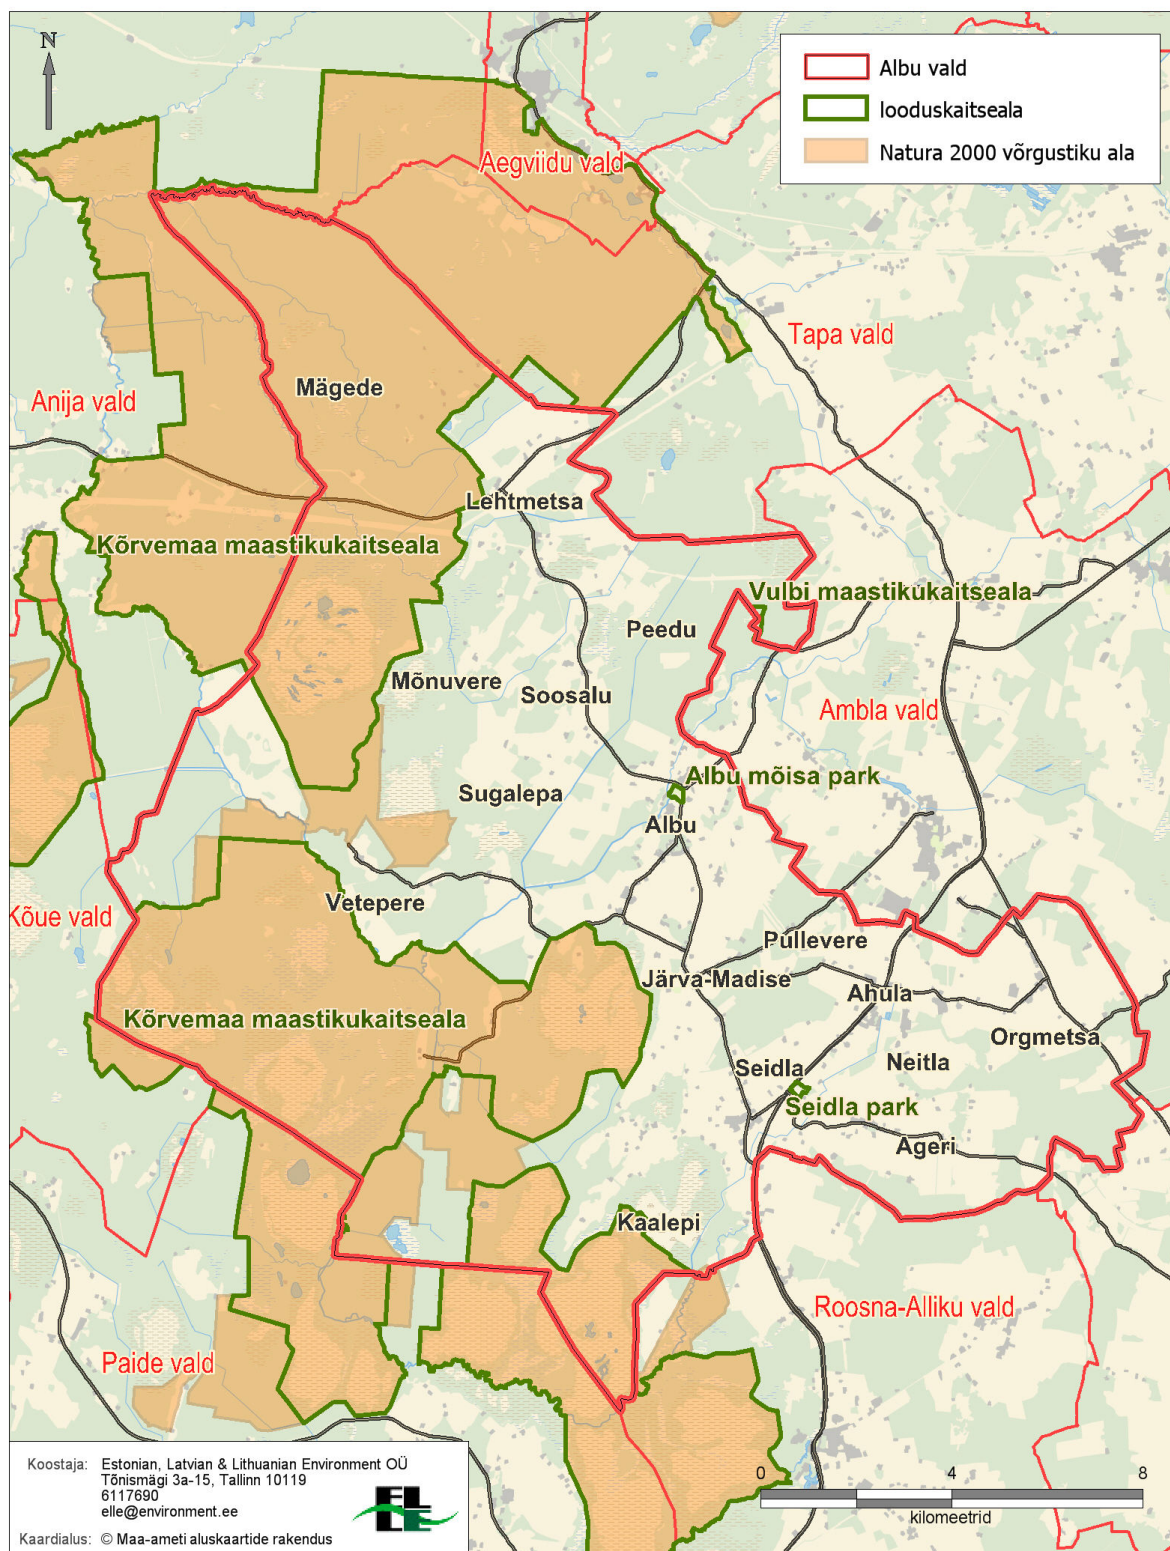 N
Albu vald
looduskaitseala
Natura 2000 võrgustiku ala
Aegviidu vald
Tapa vald
Anija vald
Mägede
Lehtmetsa
Kõrvemaa maastikukaitseala
Vulbi maastikukaitseala
Peedu
Mõnuvere
Soosalu
Ambla vald
Albu mõisa park
Sugalepa
Albu
Vetepere
Kõue vald
Pullevere
Järva-Madise
Ahula
Kõrvemaa maastikukaitseala
Orgmetsa
Neitla
Seidla
Seidla park
Ageri
Kaalepi
Roosna-Alliku vald
Paide vald
Koostaja: Estonian, Latvian & Lithuanian Environment OÜ
Tõnismägi 3a-15, Tallinn 10119
6117690
elle@environment.ee
ELLE
Kaardialus: © Maa-ameti aluskaartide rakendus
0 4 8
kilomeetrid